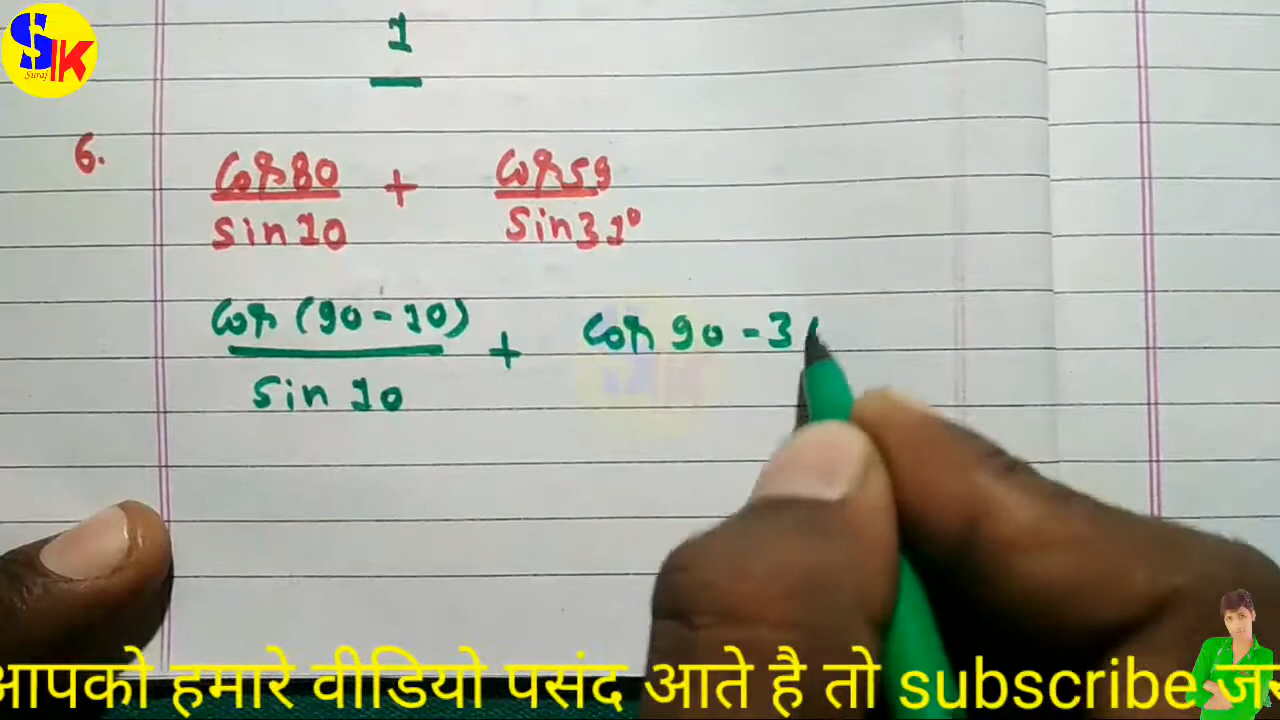 SK
Suraj
1
6.
cos 80 + cos 59
sin 10 sin 31°
cos (90 - 10) + cos 90 - 3
sin 10
आपको हमारे वीडियो पसंद आते है तो subscribe